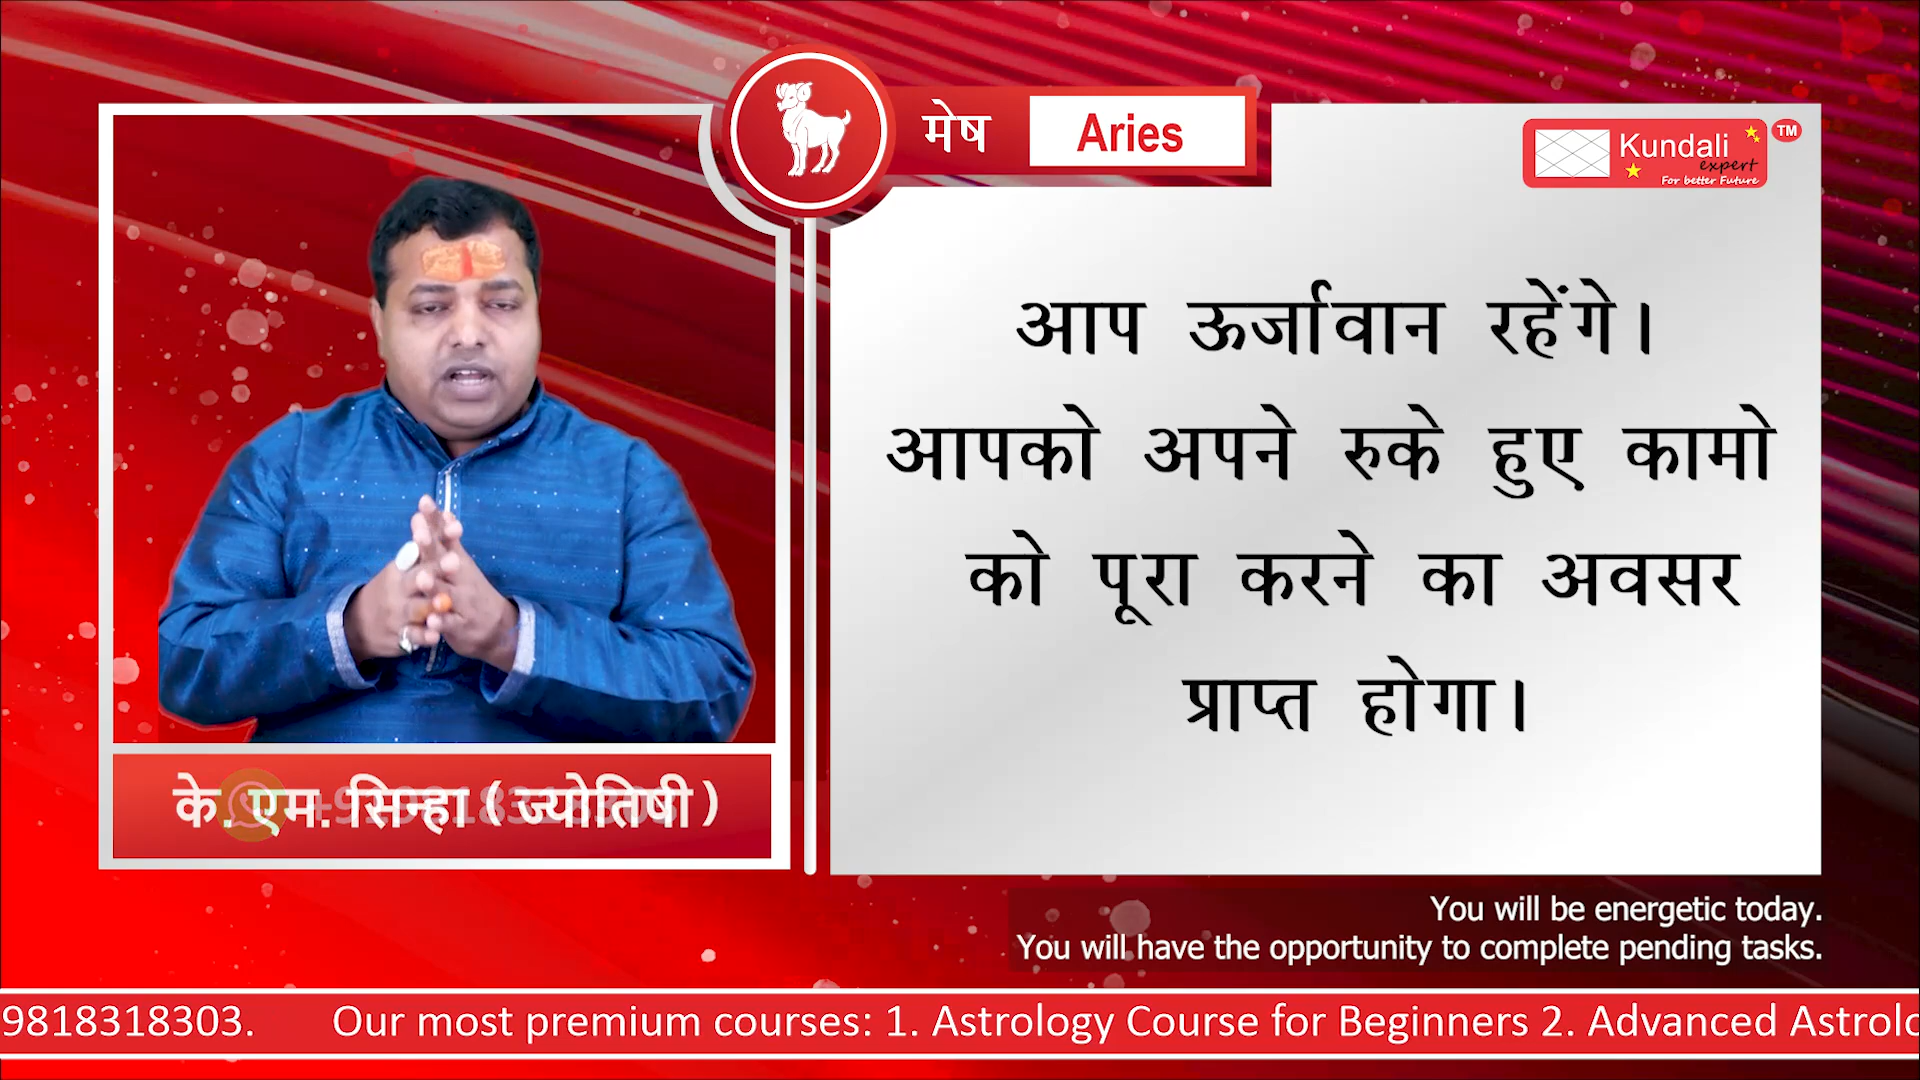 मेष Aries
Kundali
expert
For better Future
TM
आप ऊर्जावान रहेंगे।
आपको अपने रुके हुए कामो
को पूरा करने का अवसर
प्राप्त होगा।
के. एम. सिन्हा ( ज्योतिषी )
You will be energetic today.
You will have the opportunity to complete pending tasks.
9818318303. Our most premium courses: 1. Astrology Course for Beginners 2. Advanced